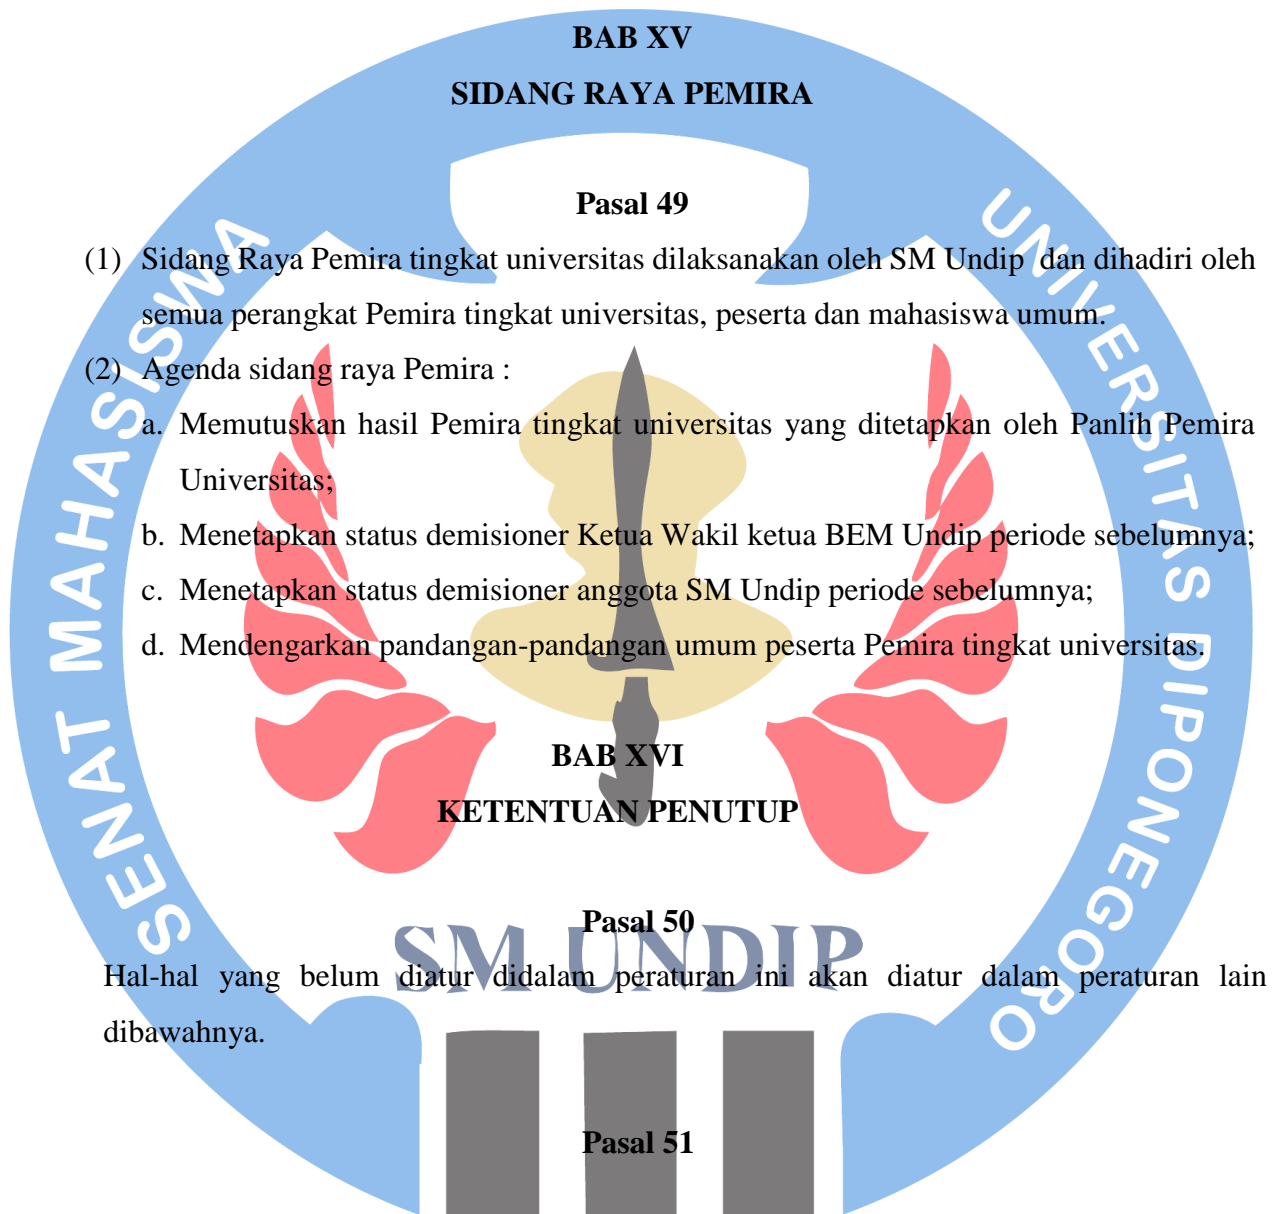 BAB XV
SIDANG RAYA PEMIRA
Pasal 49
(1) Sidang Raya Pemira tingkat universitas dilaksanakan oleh SM Undip dan dihadiri oleh
semua perangkat Pemira tingkat universitas, peserta dan mahasiswa umum.
(2) Agenda sidang raya Pemira :
a. Memutuskan hasil Pemira tingkat universitas yang ditetapkan oleh Panlih Pemira
Universitas;
b. Menetapkan status demisioner Ketua Wakil ketua BEM Undip periode sebelumnya;
c. Menetapkan status demisioner anggota SM Undip periode sebelumnya;
d. Mendengarkan pandangan-pandangan umum peserta Pemira tingkat universitas.
BAB XVI
KETENTUAN PENUTUP
Pasal 50
Hal-hal yang belum diatur didalam peraturan ini akan diatur dalam peraturan lain
dibawahnya.
Pasal 51
SENAT MAHASISWA
UNIVERSITAS DIPONEGORO
SM UNDIP